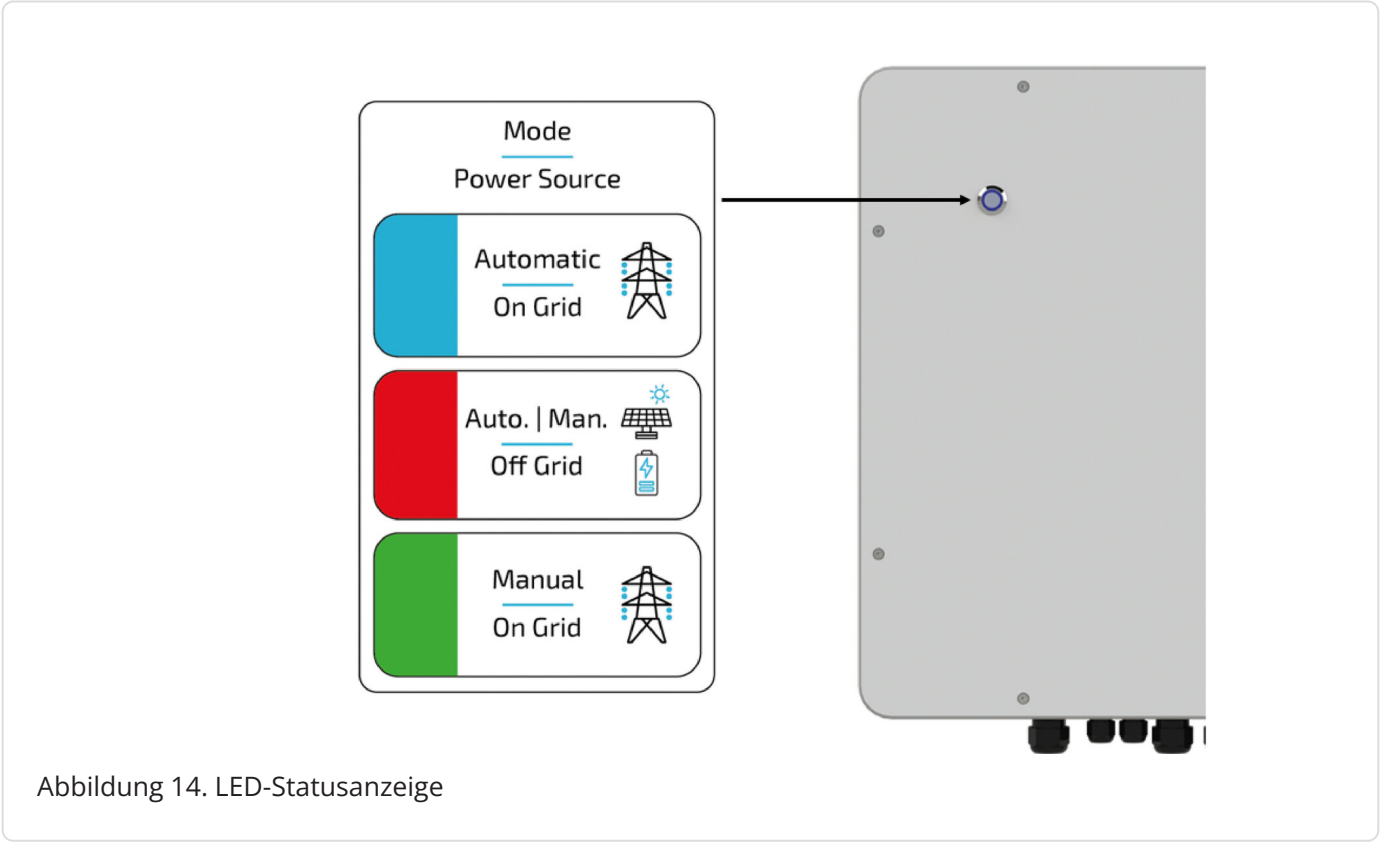 Mode
Power Source
Automatic
On Grid
Auto. | Man.
Off Grid
Manual
On Grid
Abbildung 14. LED-Statusanzeige